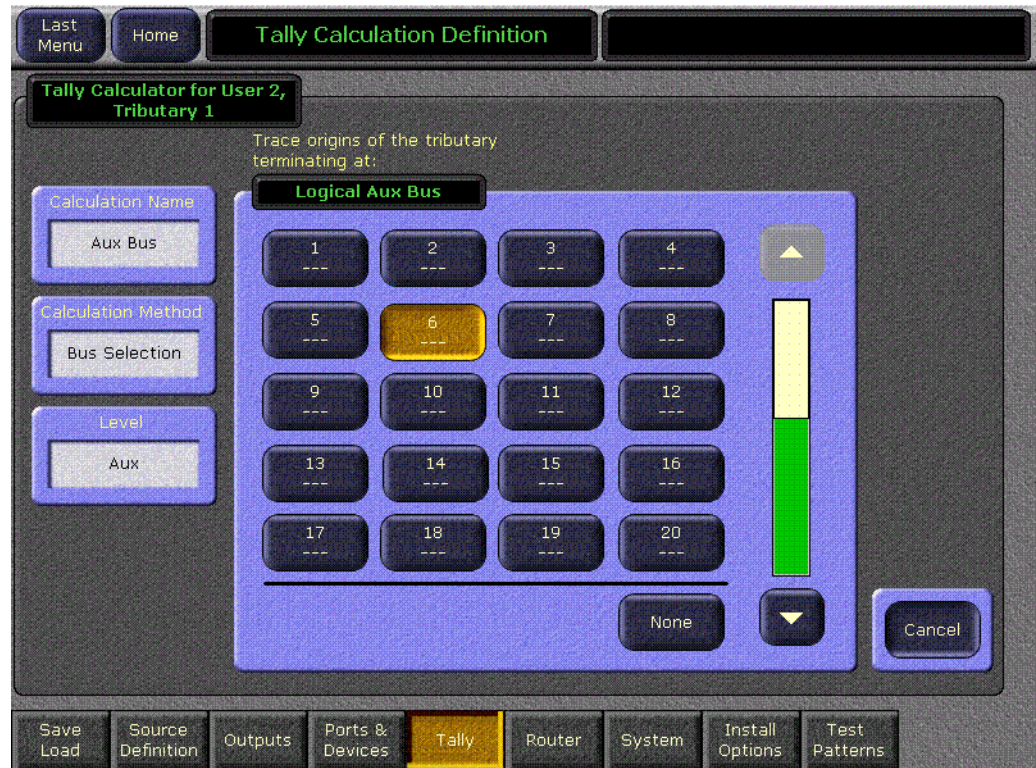 Last
Menu
Home
Tally Calculation Definition
Tally Calculator for User 2,
Tributary 1
Trace origins of the tributary
terminating at:
Logical Aux Bus
Calculation Name
Aux Bus
Calculation Method
Bus Selection
Level
Aux
1
---
2
---
3
---
4
---
5
---
6
---
7
---
8
---
9
---
10
---
11
---
12
---
13
---
14
---
15
---
16
---
17
---
18
---
19
---
20
---
None
Cancel
Save
Load
Source
Definition
Outputs
Ports &
Devices
Tally
Router
System
Install
Options
Test
Patterns